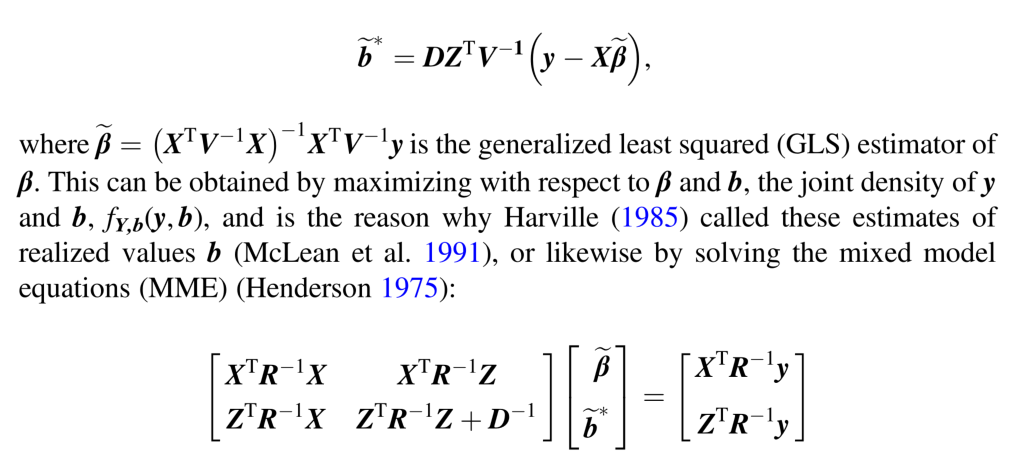 b̃* = DZᵀV⁻¹(y − Xβ̃),
where β̃ = (XᵀV⁻¹X)⁻¹XᵀV⁻¹y is the generalized least squared (GLS) estimator of
β. This can be obtained by maximizing with respect to β and b, the joint density of y
and b, f_{Y,b}(y, b), and is the reason why Harville (1985) called these estimates of
realized values b (McLean et al. 1991), or likewise by solving the mixed model
equations (MME) (Henderson 1975):
[XᵀR⁻¹X XᵀR⁻¹Z] [β̃] = [XᵀR⁻¹y]
[ZᵀR⁻¹X ZᵀR⁻¹Z + D⁻¹] [b̃*] [ZᵀR⁻¹y]